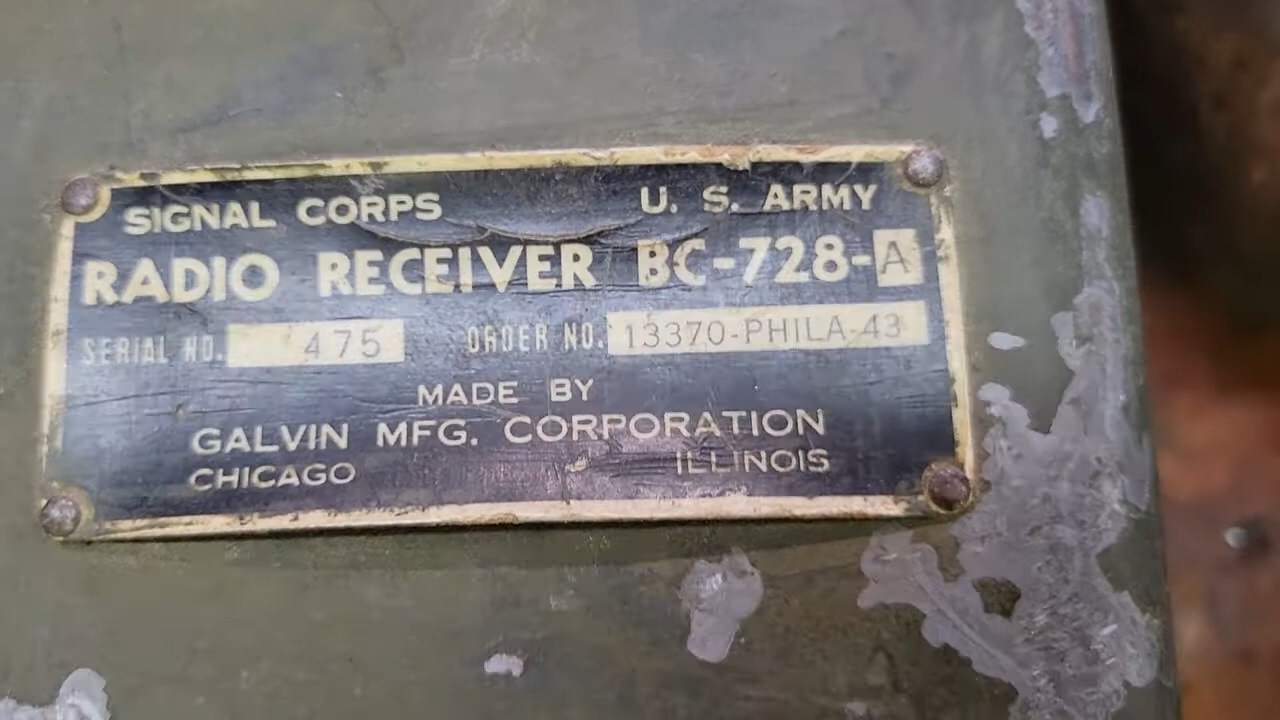 SIGNAL CORPS U. S. ARMY
RADIO RECEIVER BC-728-A
SERIAL NO. 475 ORDER NO. 13370-PHILA-43
MADE BY
GALVIN MFG. CORPORATION
CHICAGO ILLINOIS